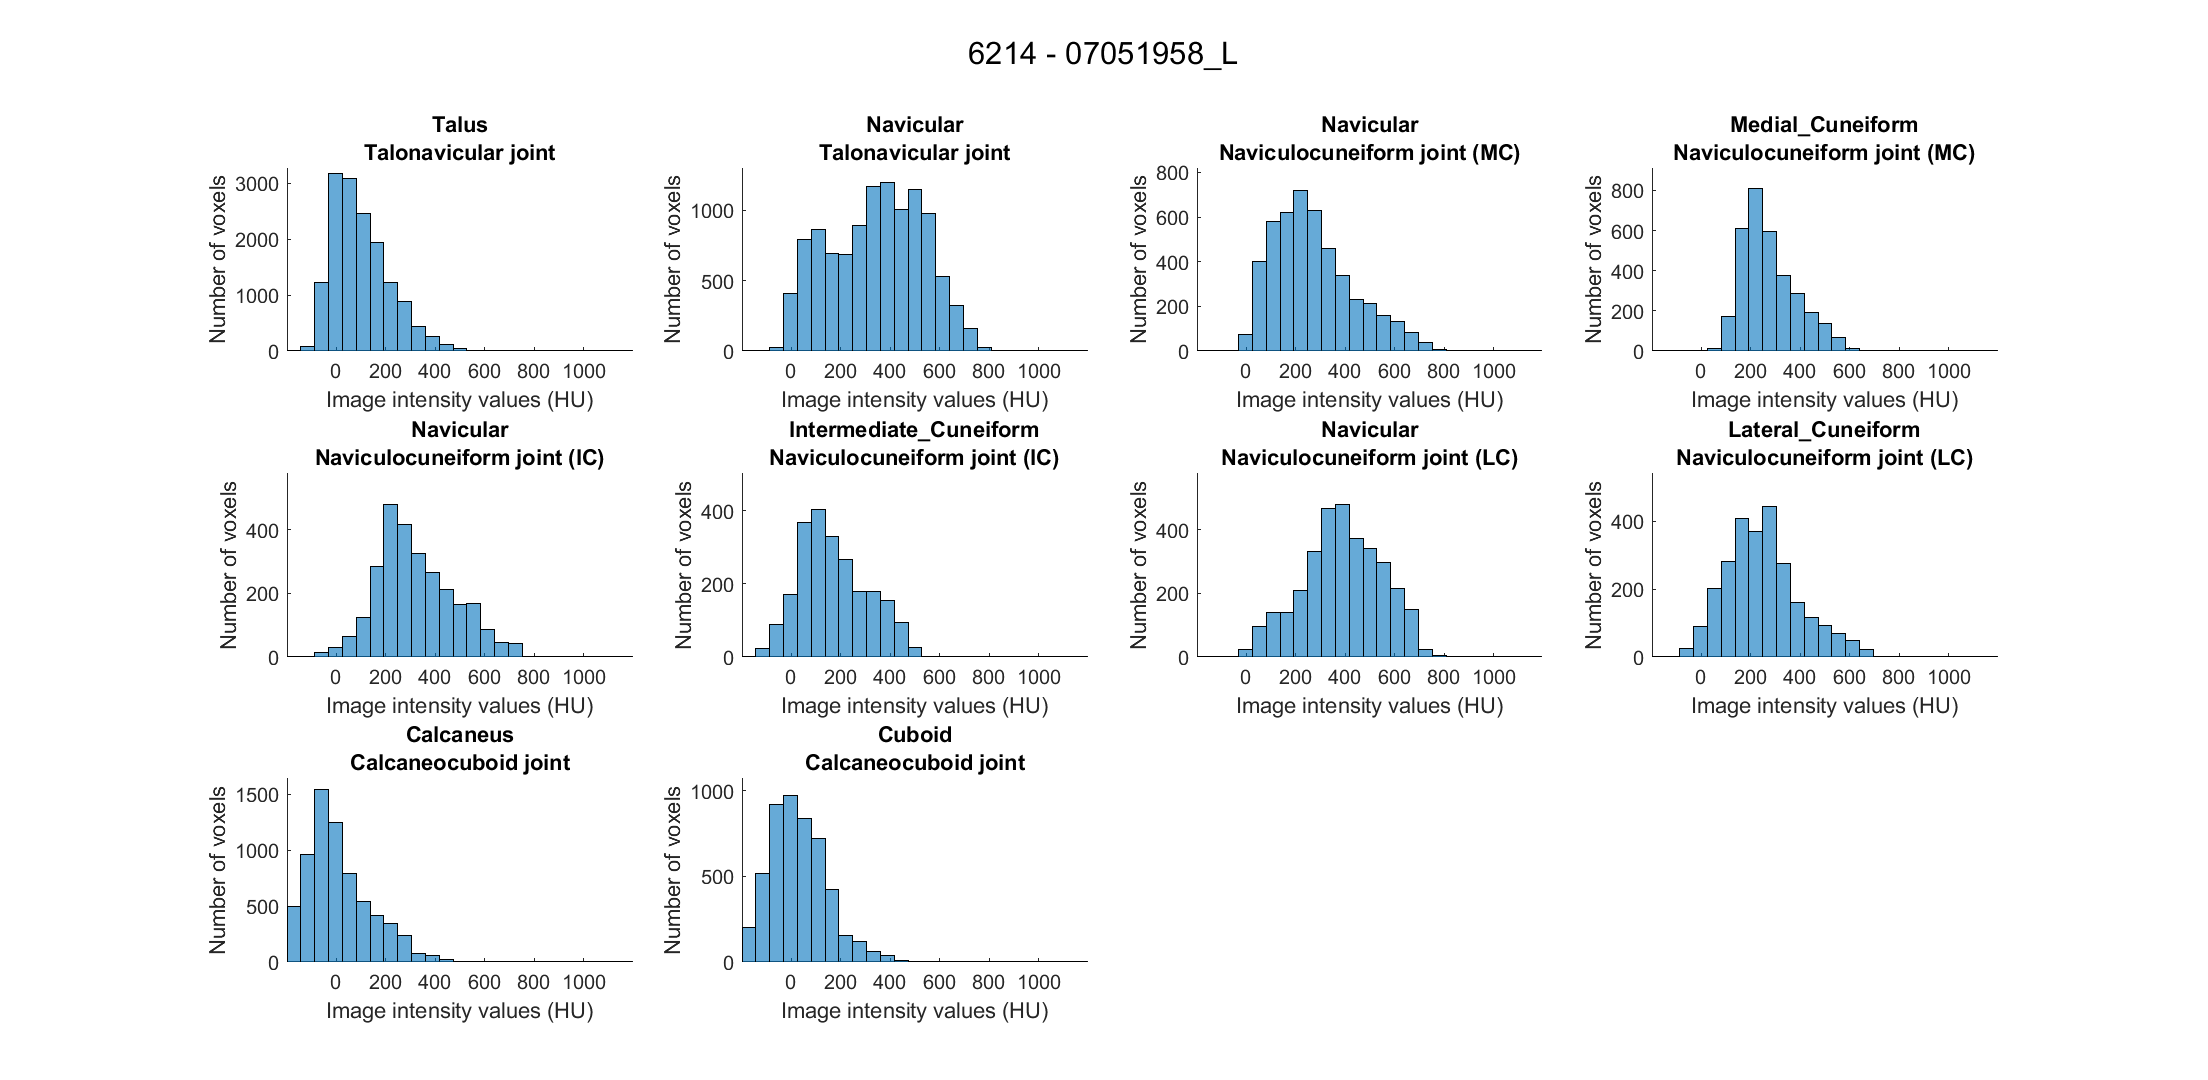 6214 - 07051958_L
Talus
Talonavicular joint
Number of voxels
3000
2000
1000
0
0 200 400 600 800 1000
Image intensity values (HU)
Navicular
Talonavicular joint
Number of voxels
1000
500
0
0 200 400 600 800 1000
Image intensity values (HU)
Navicular
Naviculocuneiform joint (MC)
Number of voxels
800
600
400
200
0
0 200 400 600 800 1000
Image intensity values (HU)
Medial_Cuneiform
Naviculocuneiform joint (MC)
Number of voxels
800
600
400
200
0
0 200 400 600 800 1000
Image intensity values (HU)
Navicular
Naviculocuneiform joint (IC)
Number of voxels
400
200
0
0 200 400 600 800 1000
Image intensity values (HU)
Intermediate_Cuneiform
Naviculocuneiform joint (IC)
Number of voxels
400
200
0
0 200 400 600 800 1000
Image intensity values (HU)
Navicular
Naviculocuneiform joint (LC)
Number of voxels
400
200
0
0 200 400 600 800 1000
Image intensity values (HU)
Lateral_Cuneiform
Naviculocuneiform joint (LC)
Number of voxels
400
200
0
0 200 400 600 800 1000
Image intensity values (HU)
Calcaneus
Calcaneocuboid joint
Number of voxels
1500
1000
500
0
0 200 400 600 800 1000
Image intensity values (HU)
Cuboid
Calcaneocuboid joint
Number of voxels
1000
500
0
0 200 400 600 800 1000
Image intensity values (HU)